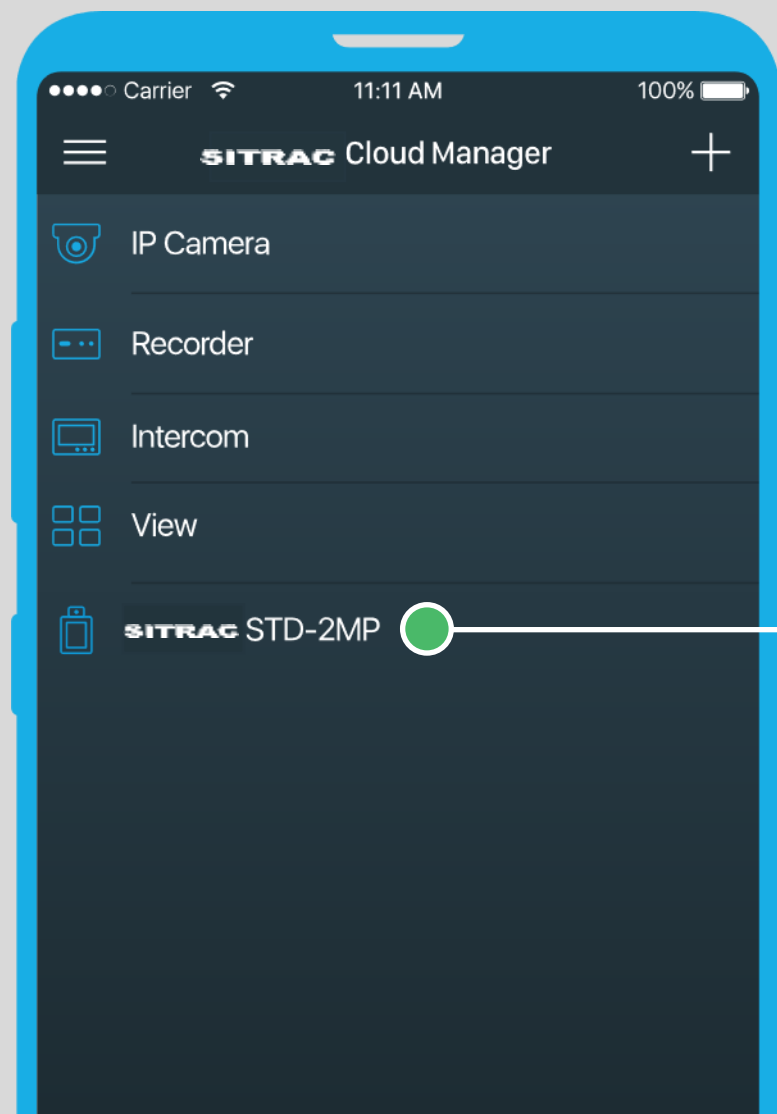 Carrier 11:11 AM 100%
SITRAC Cloud Manager
IP Camera
Recorder
Intercom
View
SITRAC STD-2MP